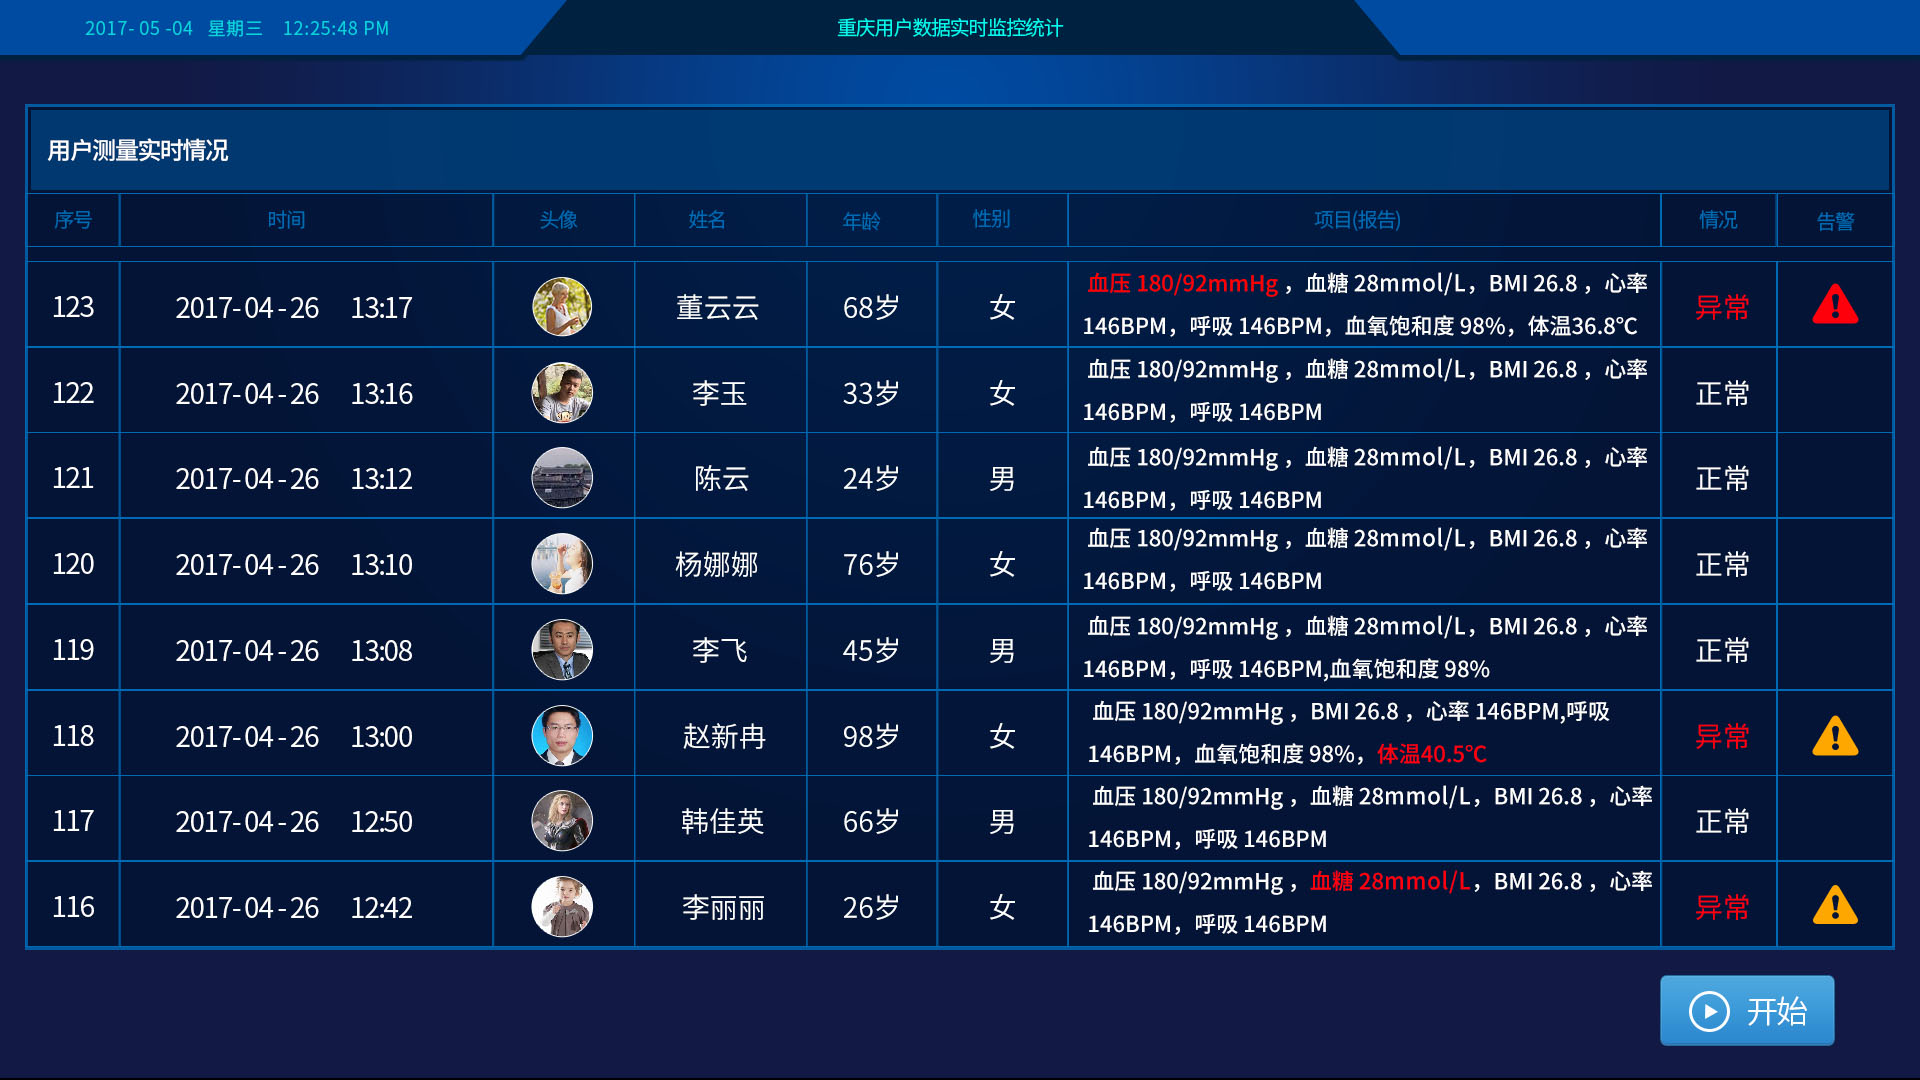 2017- 05 -04 星期三 12:25:48 PM
重庆用户数据实时监控统计
用户测量实时情况
序号 时间 头像 姓名 年龄 性别 项目(报告) 情况 告警
123 2017-04-26 13:17 董云云 68岁 女 血压 180/92mmHg ，血糖 28mmol/L，BMI 26.8 ，心率
146BPM，呼吸 146BPM，血氧饱和度 98%，体温36.8℃ 异常
122 2017-04-26 13:16 李玉 33岁 女 血压 180/92mmHg ，血糖 28mmol/L，BMI 26.8 ，心率
146BPM，呼吸 146BPM 正常
121 2017-04-26 13:12 陈云 24岁 男 血压 180/92mmHg ，血糖 28mmol/L，BMI 26.8 ，心率
146BPM，呼吸 146BPM 正常
120 2017-04-26 13:10 杨娜娜 76岁 女 血压 180/92mmHg ，血糖 28mmol/L，BMI 26.8 ，心率
146BPM，呼吸 146BPM 正常
119 2017-04-26 13:08 李飞 45岁 男 血压 180/92mmHg ，血糖 28mmol/L，BMI 26.8 ，心率
146BPM，呼吸 146BPM,血氧饱和度 98% 正常
118 2017-04-26 13:00 赵新冉 98岁 女 血压 180/92mmHg ，BMI 26.8 ，心率 146BPM,呼吸
146BPM，血氧饱和度 98%，体温40.5℃ 异常
117 2017-04-26 12:50 韩佳英 66岁 男 血压 180/92mmHg ，血糖 28mmol/L，BMI 26.8 ，心率
146BPM，呼吸 146BPM 正常
116 2017-04-26 12:42 李丽丽 26岁 女 血压 180/92mmHg ，血糖 28mmol/L，BMI 26.8 ，心率
146BPM，呼吸 146BPM 异常
开始